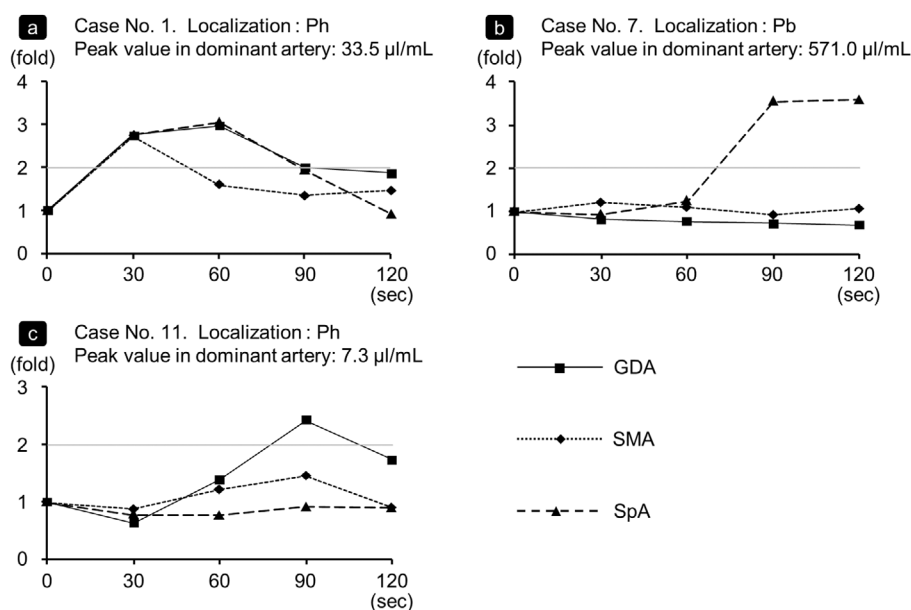 a Case No. 1. Localization : Ph
(fold) Peak value in dominant artery: 33.5 µl/mL
4
3
2
1
0
0 30 60 90 120
(sec)
b Case No. 7. Localization : Pb
(fold) Peak value in dominant artery: 571.0 µl/mL
4
3
2
1
0
0 30 60 90 120
(sec)
c Case No. 11. Localization : Ph
(fold) Peak value in dominant artery: 7.3 µl/mL
3
2
1
0
0 30 60 90 120
(sec)
GDA
SMA
SpA